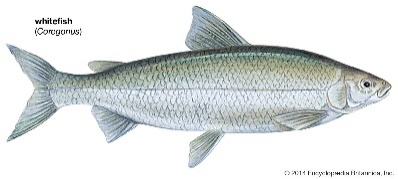 whitefish
(Coregonus)
© 2014 Encyclopædia Britannica, Inc.